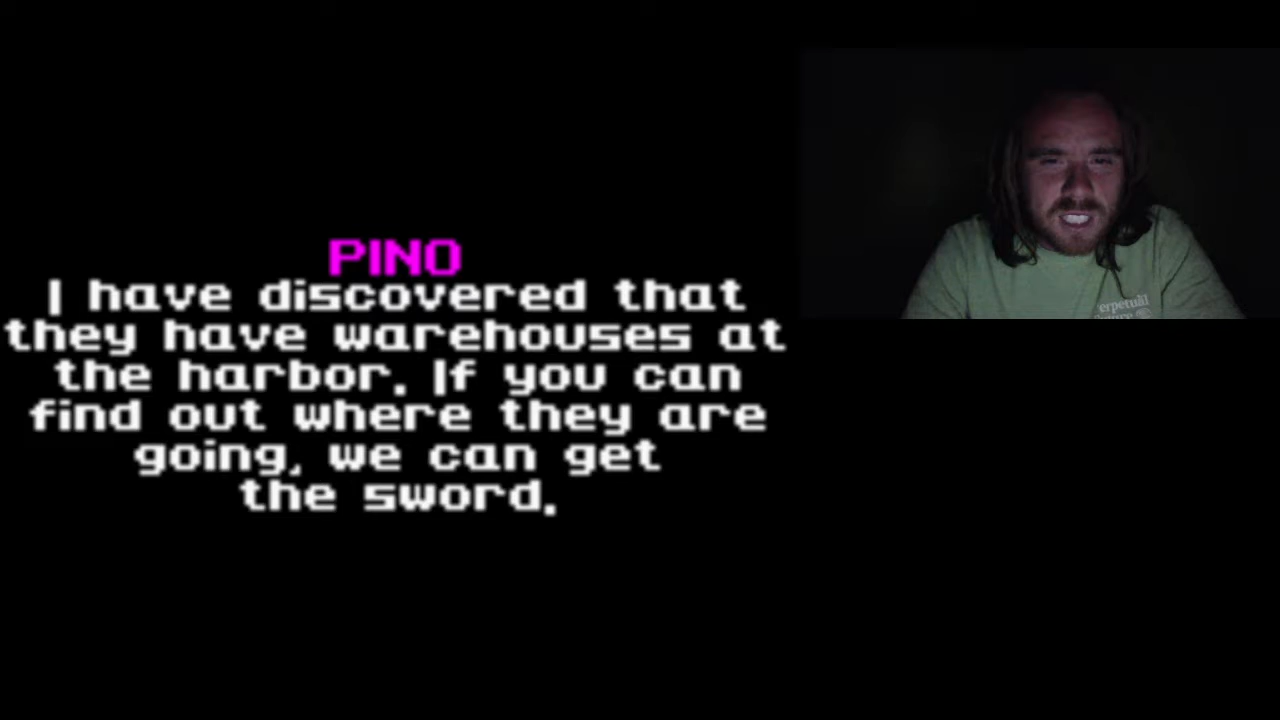 PINO
I have discovered that
they have warehouses at
the harbor. If you can
find out where they are
going, we can get
the sword.
erpetual